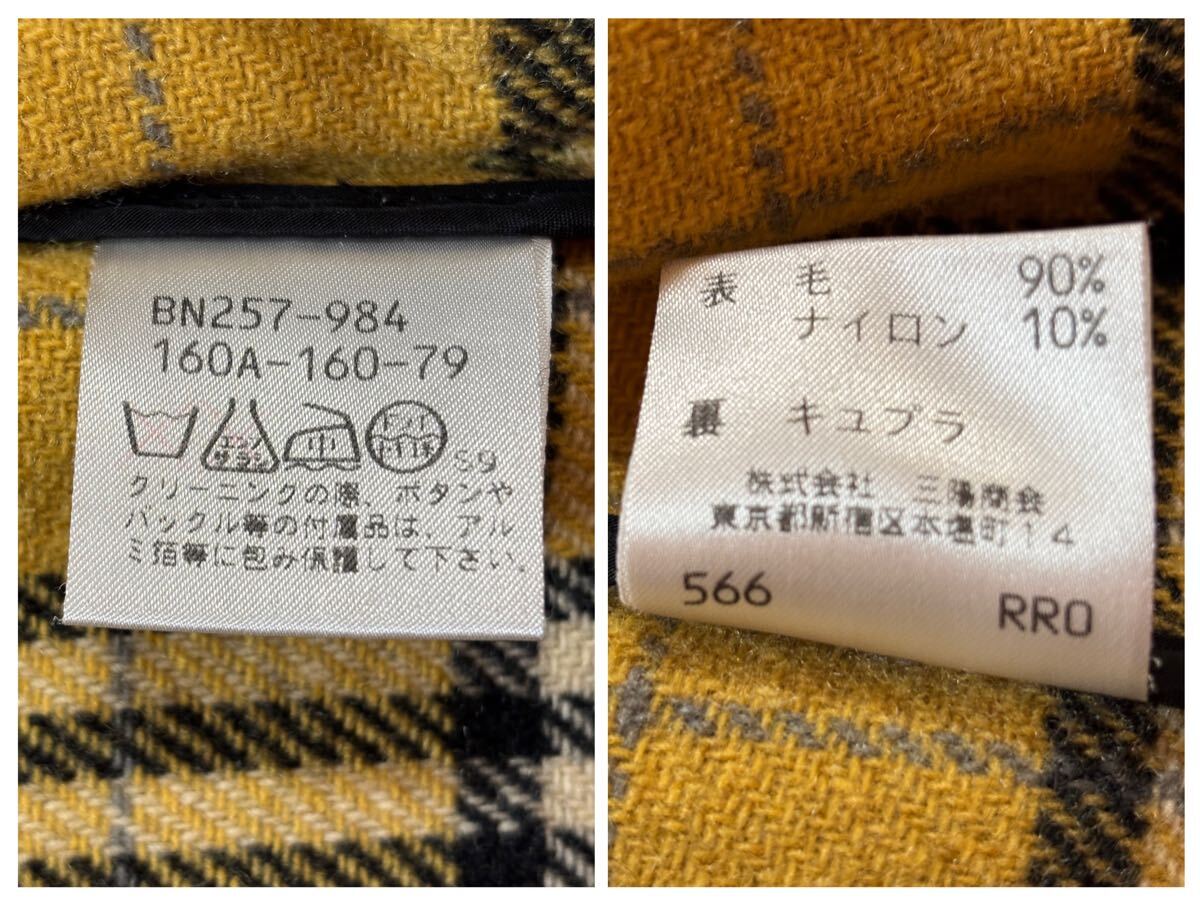 BN257-984
160A-160-79
中
59
クリーニングの際、ボタンや
バックル等の付属品は、アル
ミ箔等に包み保護して下さい。
表 毛 90%
ナイロン 10%
裏 キュプラ
株式会社 三陽商会
東京都新宿区本塩町14
566 RR0